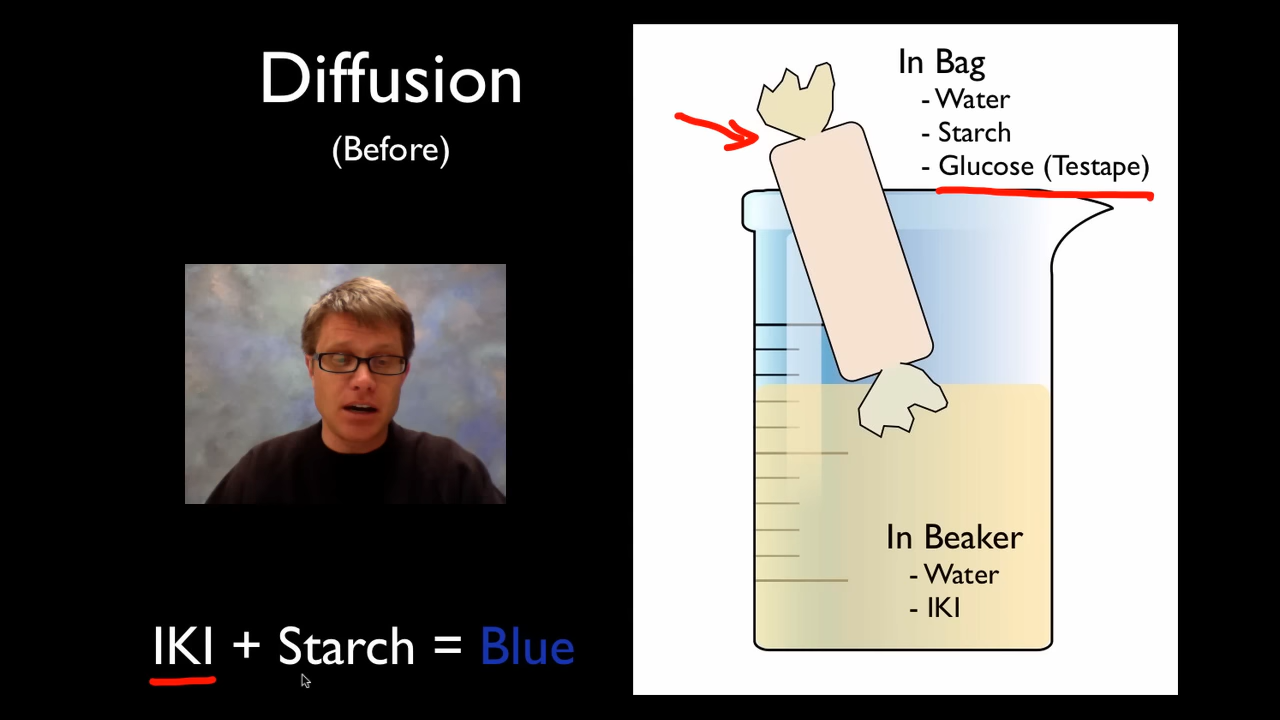 Diffusion
(Before)
In Bag
- Water
- Starch
- Glucose (Testape)
In Beaker
- Water
- IKI
IKI + Starch = Blue